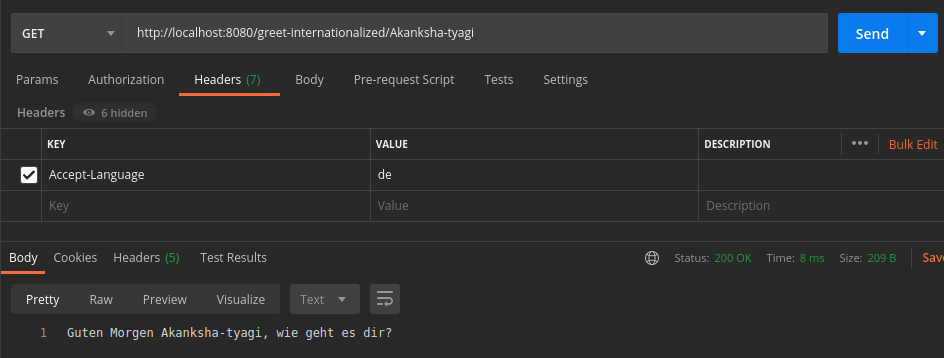 GET http://localhost:8080/greet-internationalized/Akanksha-tyagi Send
Params Authorization Headers (7) Body Pre-request Script Tests Settings
Headers 6 hidden
KEY VALUE DESCRIPTION ••• Bulk Edit
Accept-Language de
Key Value Description
Body Cookies Headers (5) Test Results Status: 200 OK Time: 8 ms Size: 209 B Save
Pretty Raw Preview Visualize Text
1 Guten Morgen Akanksha-tyagi, wie geht es dir?